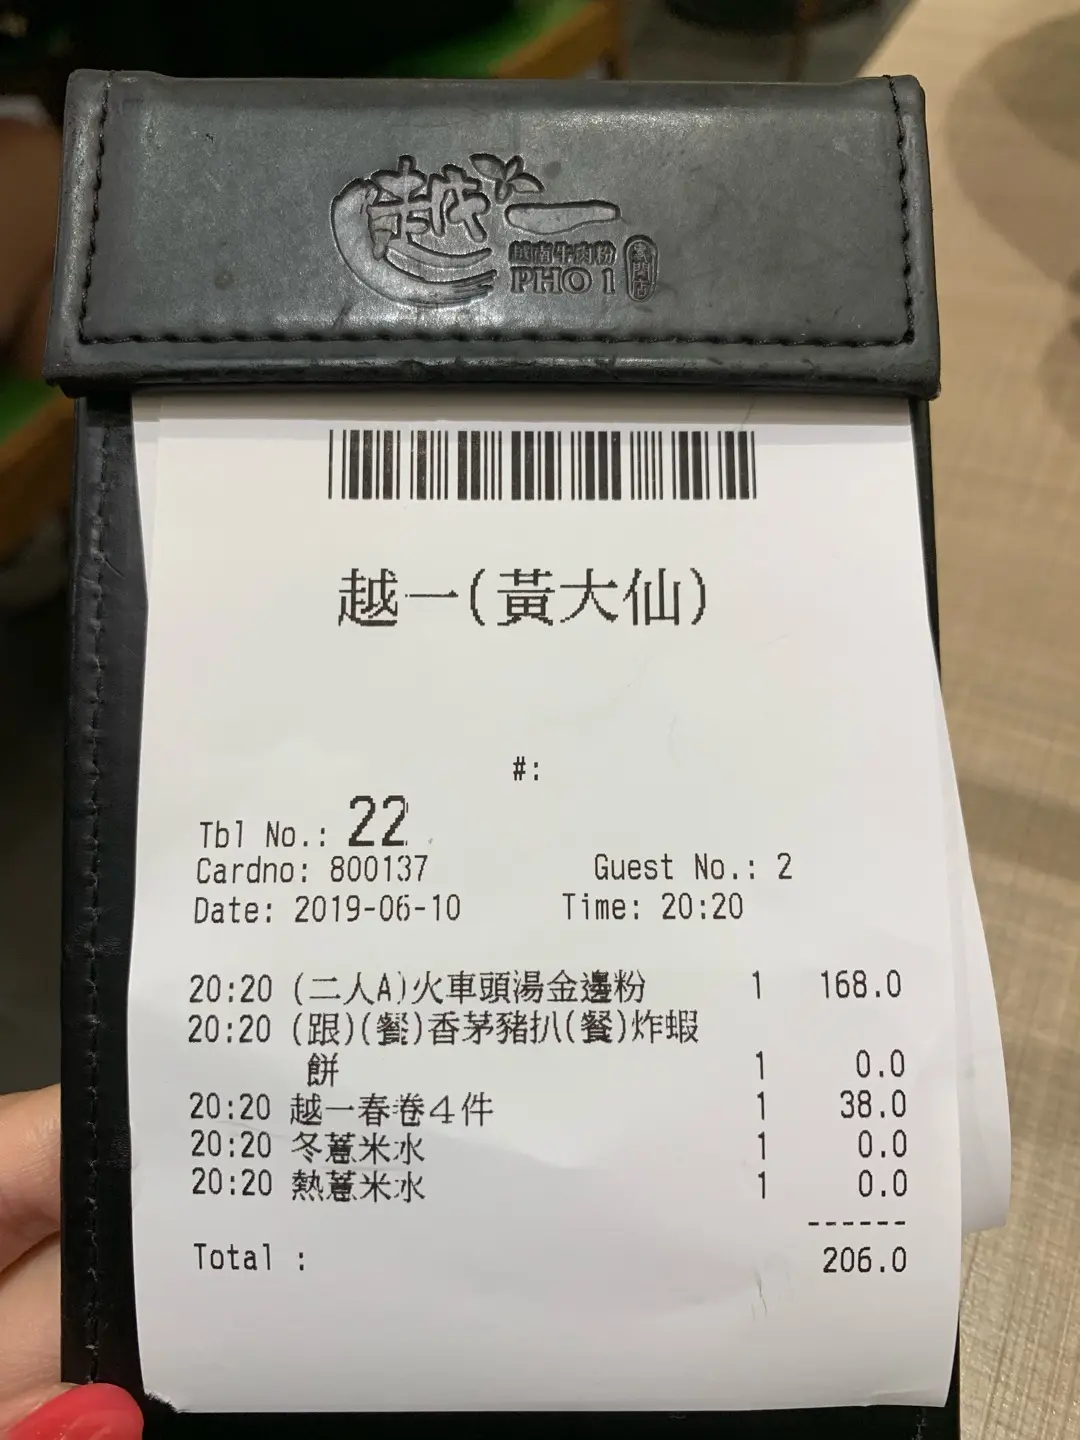 越一
越南牛肉粉
PHO 1
越一(黃大仙)
#:
Tbl No.: 22
Cardno: 800137 Guest No.: 2
Date: 2019-06-10 Time: 20:20
20:20 (二人A)火車頭湯金邊粉 1 168.0
20:20 (跟)(餐)香茅豬扒(餐)炸蝦
餅 1 0.0
20:20 越一春卷4件 1 38.0
20:20 冬薏米水 1 0.0
20:20 熱薏米水 1 0.0
------
Total : 206.0